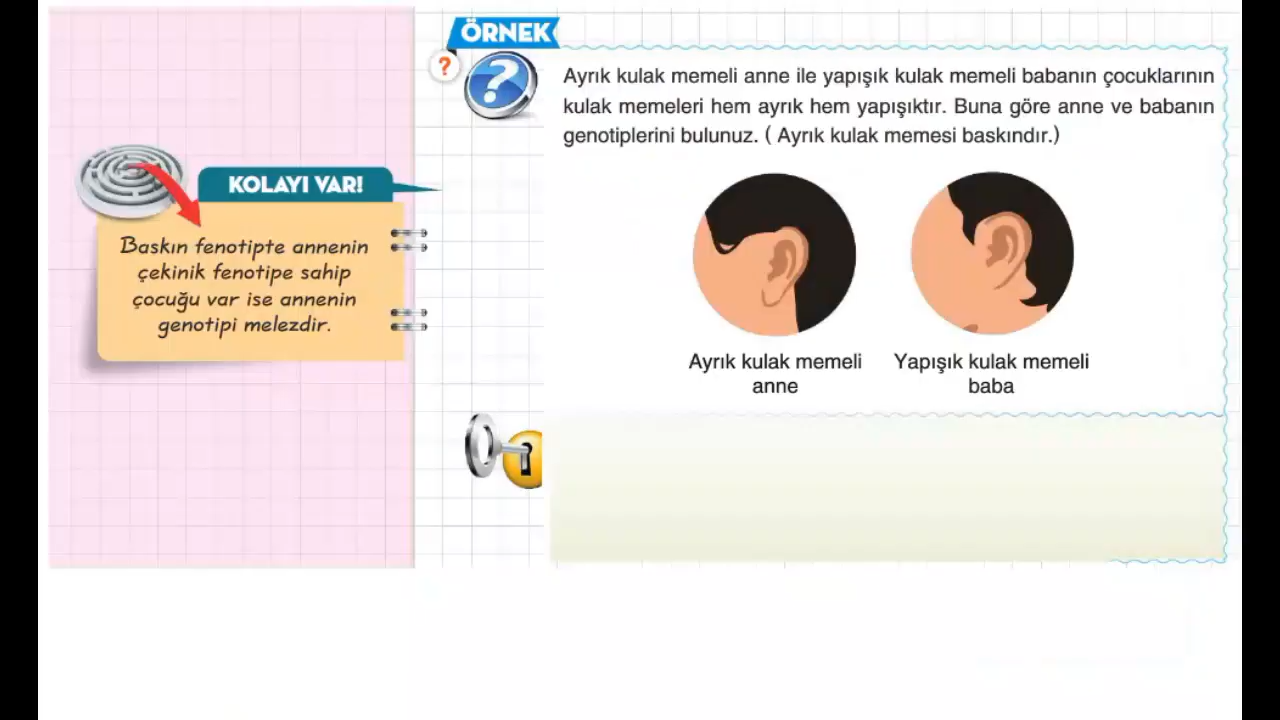 ÖRNEK
?
?
Ayrık kulak memeli anne ile yapışık kulak memeli babanın çocuklarının
kulak memeleri hem ayrık hem yapışıktır. Buna göre anne ve babanın
genotiplerini bulunuz. ( Ayrık kulak memesi baskındır.)
KOLAYI VAR!
Baskın fenotipte annenin
çekinik fenotipe sahip
çocuğu var ise annenin
genotipi melezdir.
Ayrık kulak memeli
anne
Yapışık kulak memeli
baba